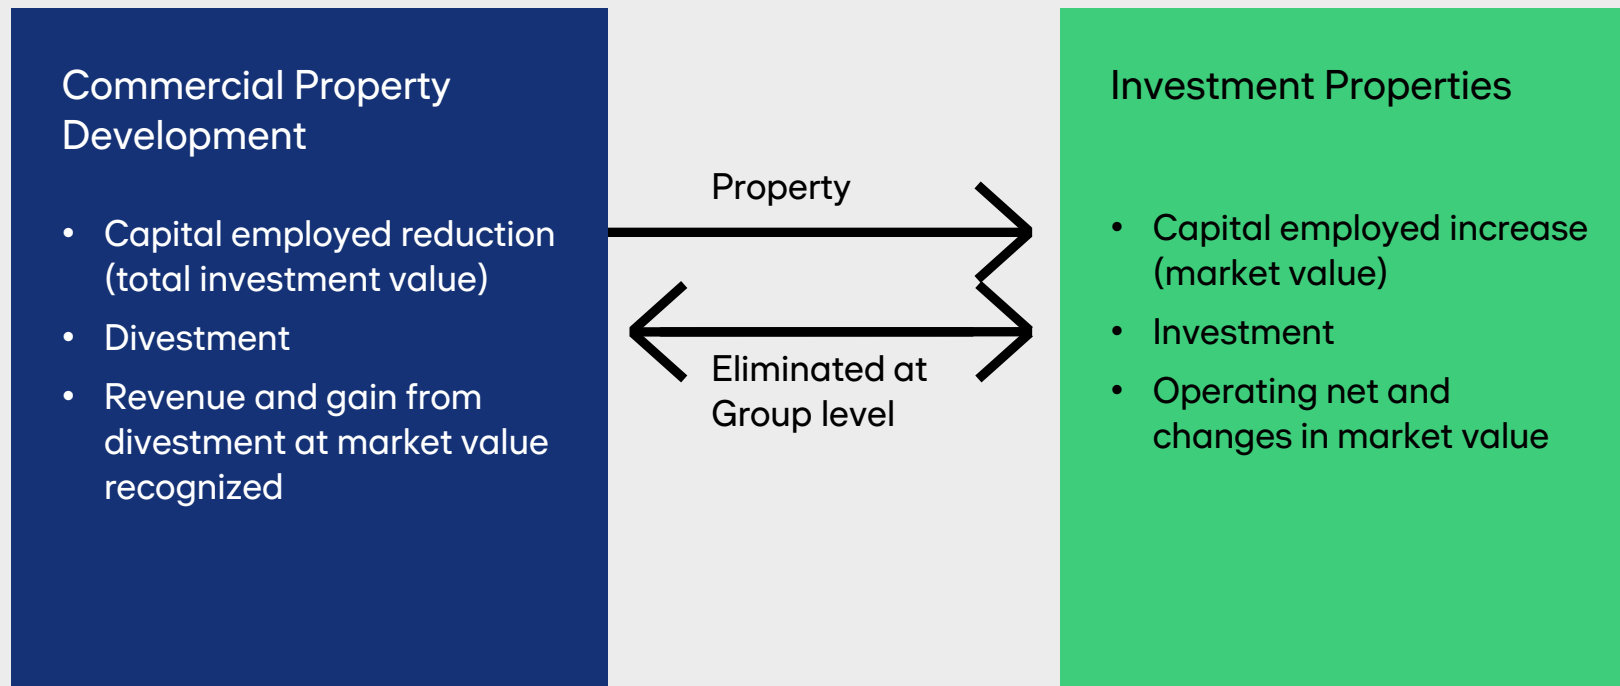 Commercial Property
Development
• Capital employed reduction
(total investment value)
• Divestment
• Revenue and gain from
divestment at market value
recognized
Property
Eliminated at
Group level
Investment Properties
• Capital employed increase
(market value)
• Investment
• Operating net and
changes in market value